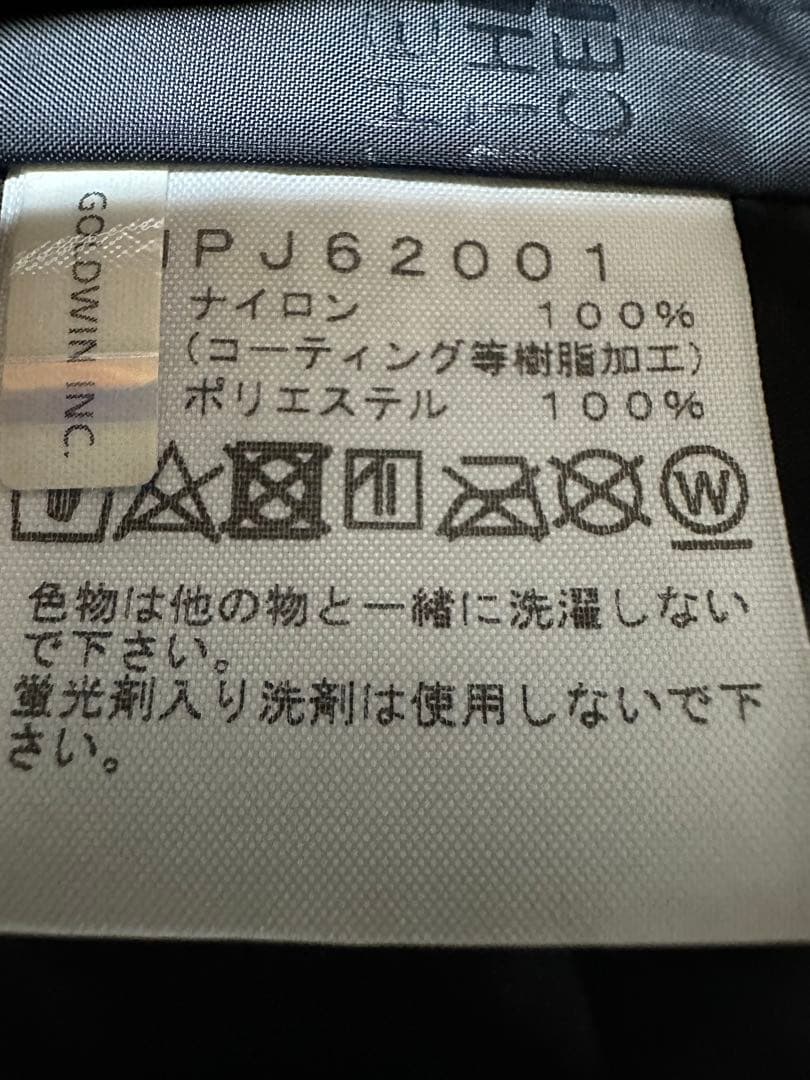 GOLDWIN INC.
PJ62001
ナイロン 100%
(コーティング等樹脂加工)
ポリエステル 100%
W
色物は他の物と一緒に洗濯しない
で下さい。
蛍光剤入り洗剤は使用しないで下
さい。